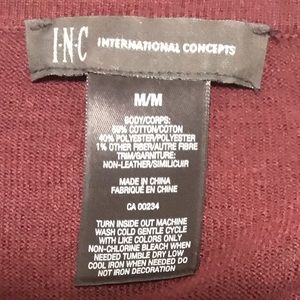 I·N·C INTERNATIONAL CONCEPTS
M/M
BODY/CORPS:
59% COTTON/COTON
40% POLYESTER/POLYESTER
1% OTHER FIBER/AUTRE FIBRE
TRIM/GARNITURE:
NON-LEATHER/SIMILICUIR
MADE IN CHINA
FABRIQUÉ EN CHINE
CA 00234
TURN INSIDE OUT MACHINE
WASH COLD GENTLE CYCLE
WITH LIKE COLORS ONLY
NON-CHLORINE BLEACH WHEN
NEEDED TUMBLE DRY LOW
COOL IRON WHEN NEEDED DO
NOT IRON DECORATION